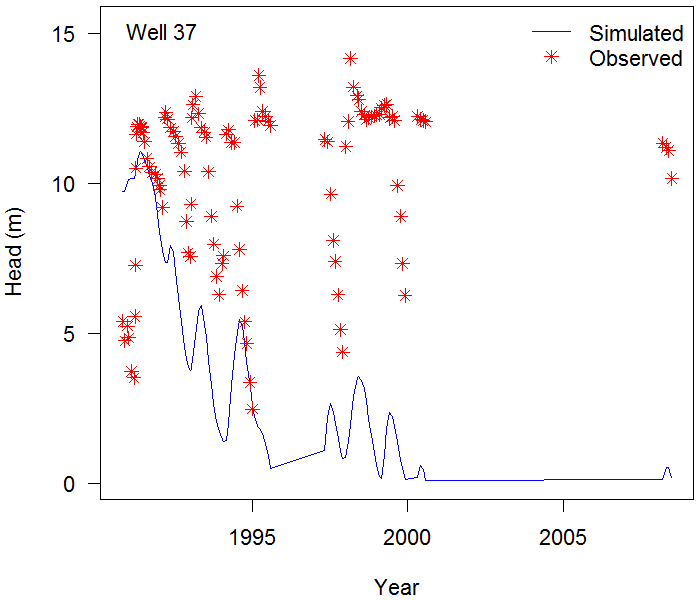 Well 37
Simulated
Observed
15
10
5
0
Head (m)
1995 2000 2005
Year